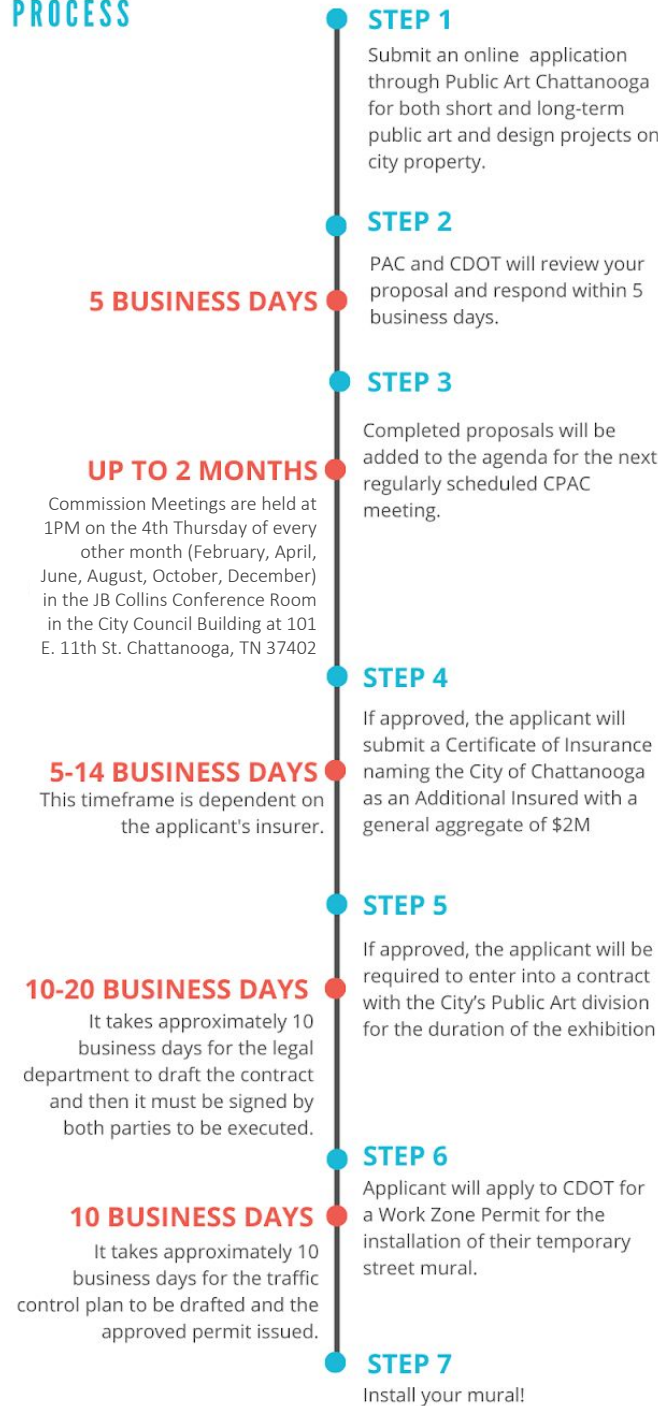 PROCESS
STEP 1
Submit an online application
through Public Art Chattanooga
for both short and long-term
public art and design projects on
city property.
STEP 2
PAC and CDOT will review your
proposal and respond within 5
business days.
5 BUSINESS DAYS
STEP 3
Completed proposals will be
added to the agenda for the next
regularly scheduled CPAC
meeting.
UP TO 2 MONTHS
Commission Meetings are held at
1PM on the 4th Thursday of every
other month (February, April,
June, August, October, December)
in the JB Collins Conference Room
in the City Council Building at 101
E. 11th St. Chattanooga, TN 37402
STEP 4
If approved, the applicant will
submit a Certificate of Insurance
naming the City of Chattanooga
as an Additional Insured with a
general aggregate of $2M
5-14 BUSINESS DAYS
This timeframe is dependent on
the applicant's insurer.
STEP 5
If approved, the applicant will be
required to enter into a contract
with the City’s Public Art division
for the duration of the exhibition
10-20 BUSINESS DAYS
It takes approximately 10
business days for the legal
department to draft the contract
and then it must be signed by
both parties to be executed.
STEP 6
Applicant will apply to CDOT for
a Work Zone Permit for the
installation of their temporary
street mural.
10 BUSINESS DAYS
It takes approximately 10
business days for the traffic
control plan to be drafted and the
approved permit issued.
STEP 7
Install your mural!